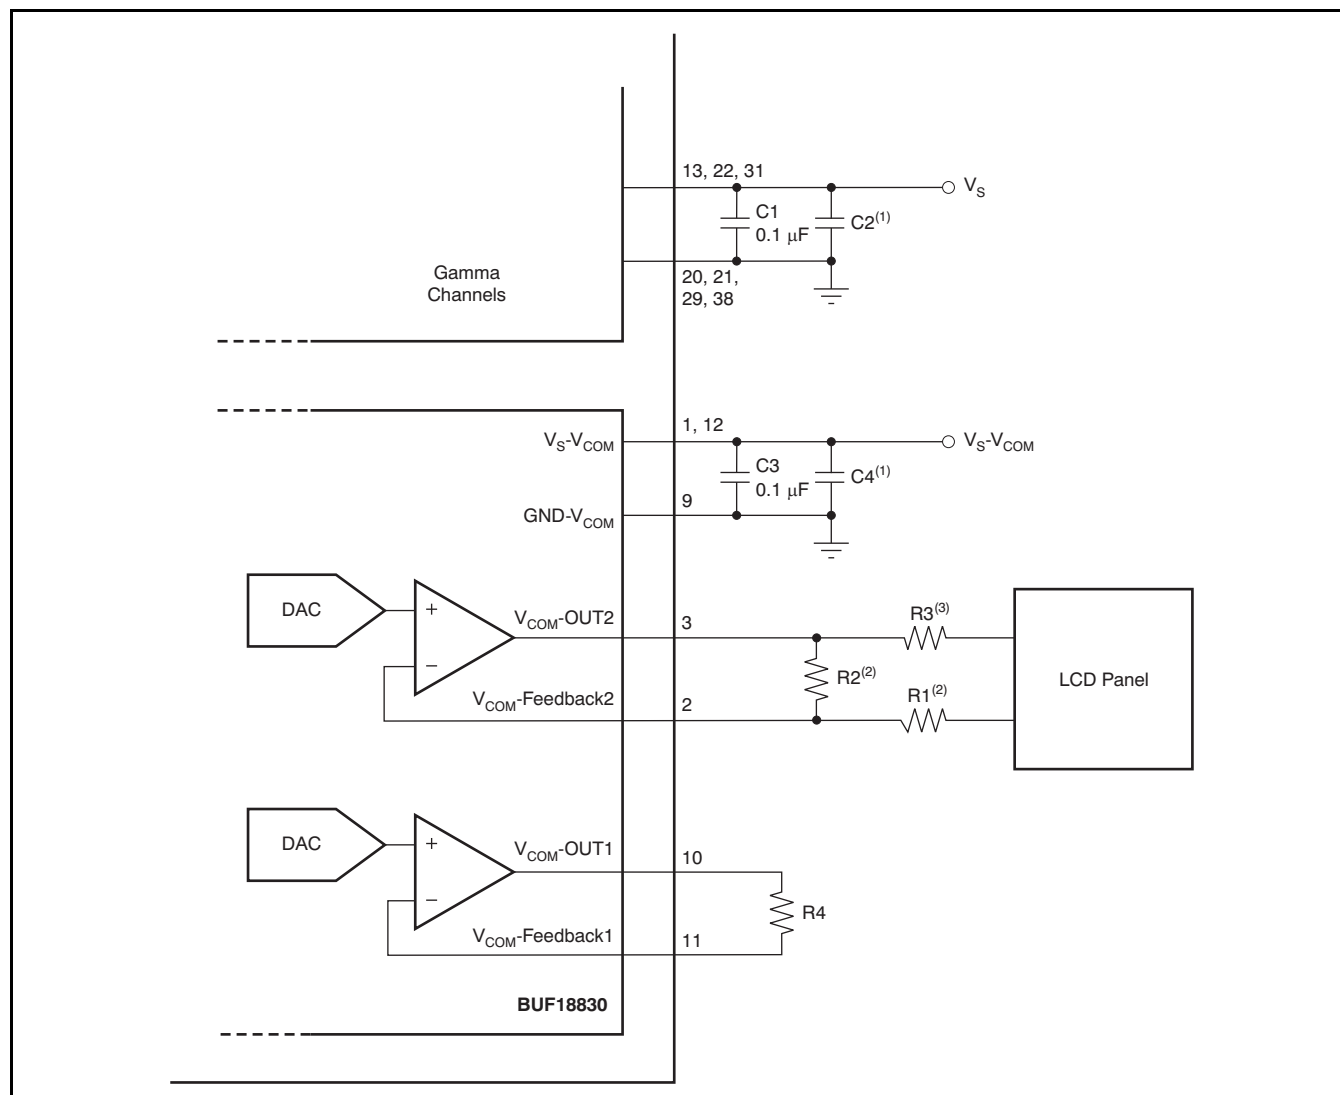 13, 22, 31
V_S
C1
0.1 μF
C2(1)
20, 21,
29, 38
Gamma
Channels
1, 12
V_S-V_COM
V_S-V_COM
C3
0.1 μF
C4(1)
9
GND-V_COM
DAC
+
−
V_COM-OUT2
3
R3(3)
R2(2)
LCD Panel
V_COM-Feedback2
2
R1(2)
DAC
+
−
V_COM-OUT1
10
R4
V_COM-Feedback1
11
BUF18830